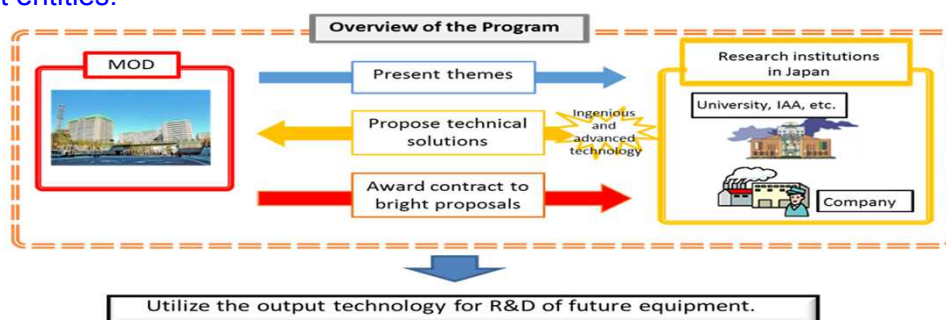 t entities.
Overview of the Program
MOD
Present themes
Propose technical
solutions
Ingenious
and
advanced
technology
Award contract to
bright proposals
Research institutions
in Japan
University, IAA, etc.
Company
Utilize the output technology for R&D of future equipment.